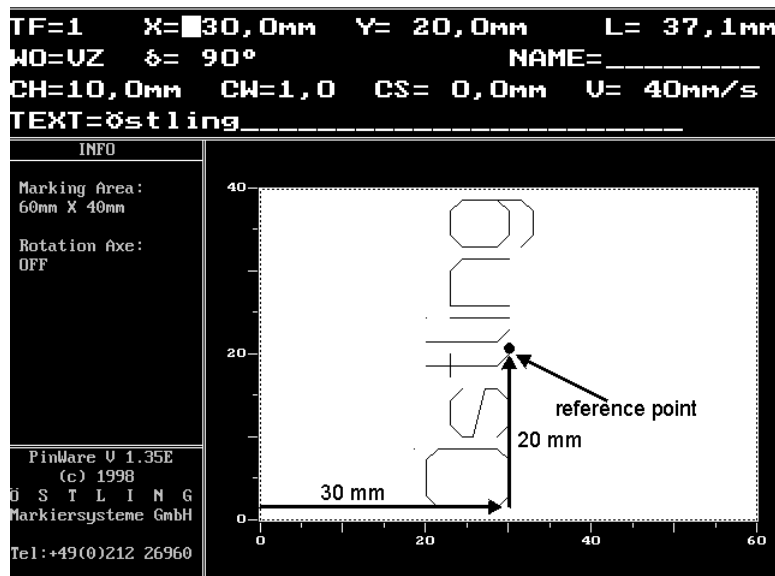 TF=1 X= 30,0mm Y= 20,0mm L= 37,1mm
WO=VZ δ= 90° NAME=________
CH=10,0mm CW=1,0 CS= 0,0mm V= 40mm/s
TEXT=östling__________________________
INFO
Marking Area:
60mm X 40mm
Rotation Axe:
OFF
PinWare V 1.35E
(c) 1998
Ö S T L I N G
Markiersysteme GmbH
Tel:+49(0)212 26960
40
20
0
0 20 40 60
östling
reference point
20 mm
30 mm